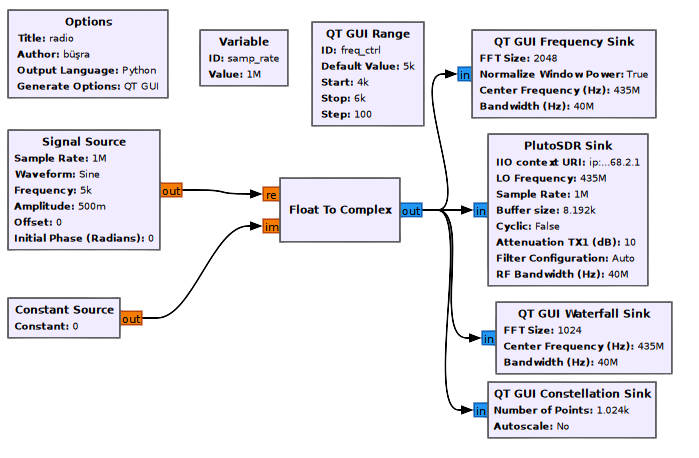 Options
Title: radio
Author: büşra
Output Language: Python
Generate Options: QT GUI
Variable
ID: samp_rate
Value: 1M
QT GUI Range
ID: freq_ctrl
Default Value: 5k
Start: 4k
Stop: 6k
Step: 100
QT GUI Frequency Sink
FFT Size: 2048
Normalize Window Power: True
Center Frequency (Hz): 435M
Bandwidth (Hz): 40M
in
Signal Source
Sample Rate: 1M
Waveform: Sine
Frequency: 5k
Amplitude: 500m
Offset: 0
Initial Phase (Radians): 0
out
Constant Source
Constant: 0
out
re
im
Float To Complex
out
PlutoSDR Sink
IIO context URI: ip:...68.2.1
LO Frequency: 435M
Sample Rate: 1M
Buffer size: 8.192k
Cyclic: False
Attenuation TX1 (dB): 10
Filter Configuration: Auto
RF Bandwidth (Hz): 40M
in
QT GUI Waterfall Sink
FFT Size: 1024
Center Frequency (Hz): 435M
Bandwidth (Hz): 40M
in
QT GUI Constellation Sink
Number of Points: 1.024k
Autoscale: No
in